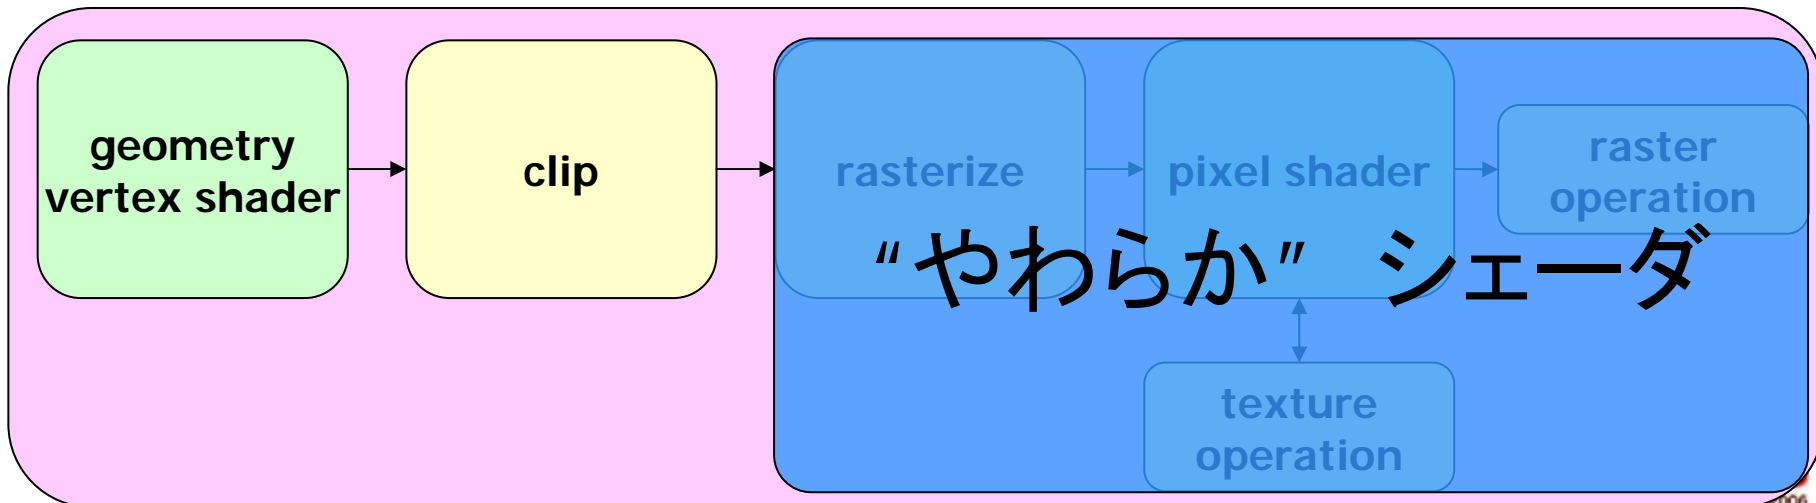 geometry
vertex shader
clip
rasterize
pixel shader
raster
operation
“やわらか” シェーダ
texture
operation